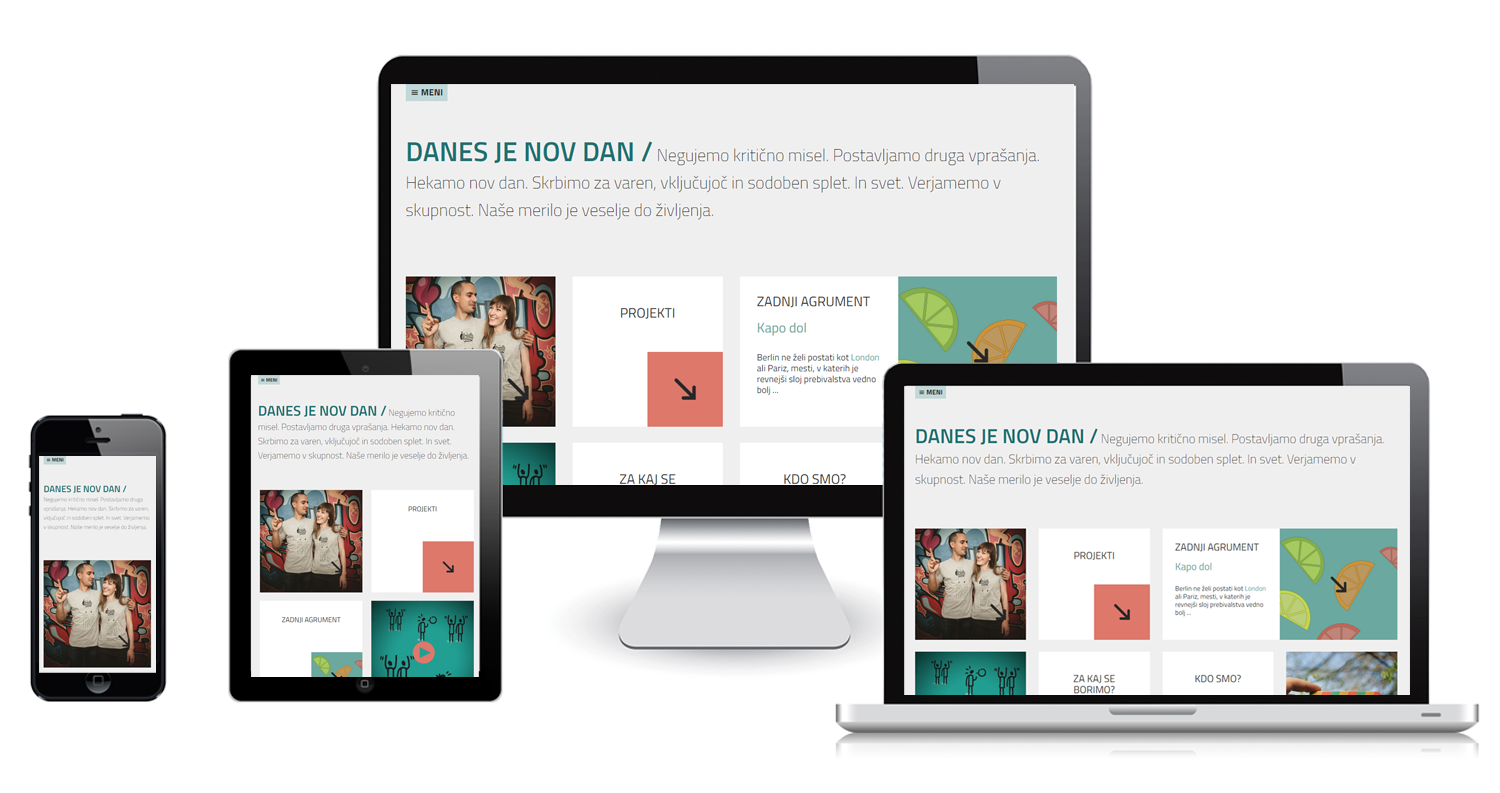 ≡ MENI
DANES JE NOV DAN / Negujemo kritično misel. Postavljamo druga vprašanja.
Hekamo nov dan. Skrbimo za varen, vključujoč in sodoben splet. In svet. Verjamemo v
skupnost. Naše merilo je veselje do življenja.
PROJEKTI
ZADNJI AGRUMENT
Kapo dol
Berlin ne želi postati kot London
ali Pariz, mesti, v katerih je
revnejši sloj prebivalstva vedno
bolj ...
ZA KAJ SE
KDO SMO?
≡ MENI
DANES JE NOV DAN / Negujemo kritično
misel. Postavljamo druga vprašanja. Hekamo nov dan.
Skrbimo za varen, vključujoč in sodoben splet. In svet.
Verjamemo v skupnost. Naše merilo je veselje do življenja.
PROJEKTI
ZADNJI AGRUMENT
≡ MENI
DANES JE NOV DAN /
Negujemo kritično misel. Postavljamo druga
vprašanja. Hekamo nov dan. Skrbimo za varen,
vključujoč in sodoben splet. In svet. Verjamemo
v skupnost. Naše merilo je veselje do življenja.
≡ MENI
DANES JE NOV DAN / Negujemo kritično misel. Postavljamo druga vprašanja.
Hekamo nov dan. Skrbimo za varen, vključujoč in sodoben splet. In svet. Verjamemo v
skupnost. Naše merilo je veselje do življenja.
PROJEKTI
ZADNJI AGRUMENT
Kapo dol
Berlin ne želi postati kot London
ali Pariz, mesti, v katerih je
revnejši sloj prebivalstva vedno
bolj ...
ZA KAJ SE
BORIMO?
KDO SMO?